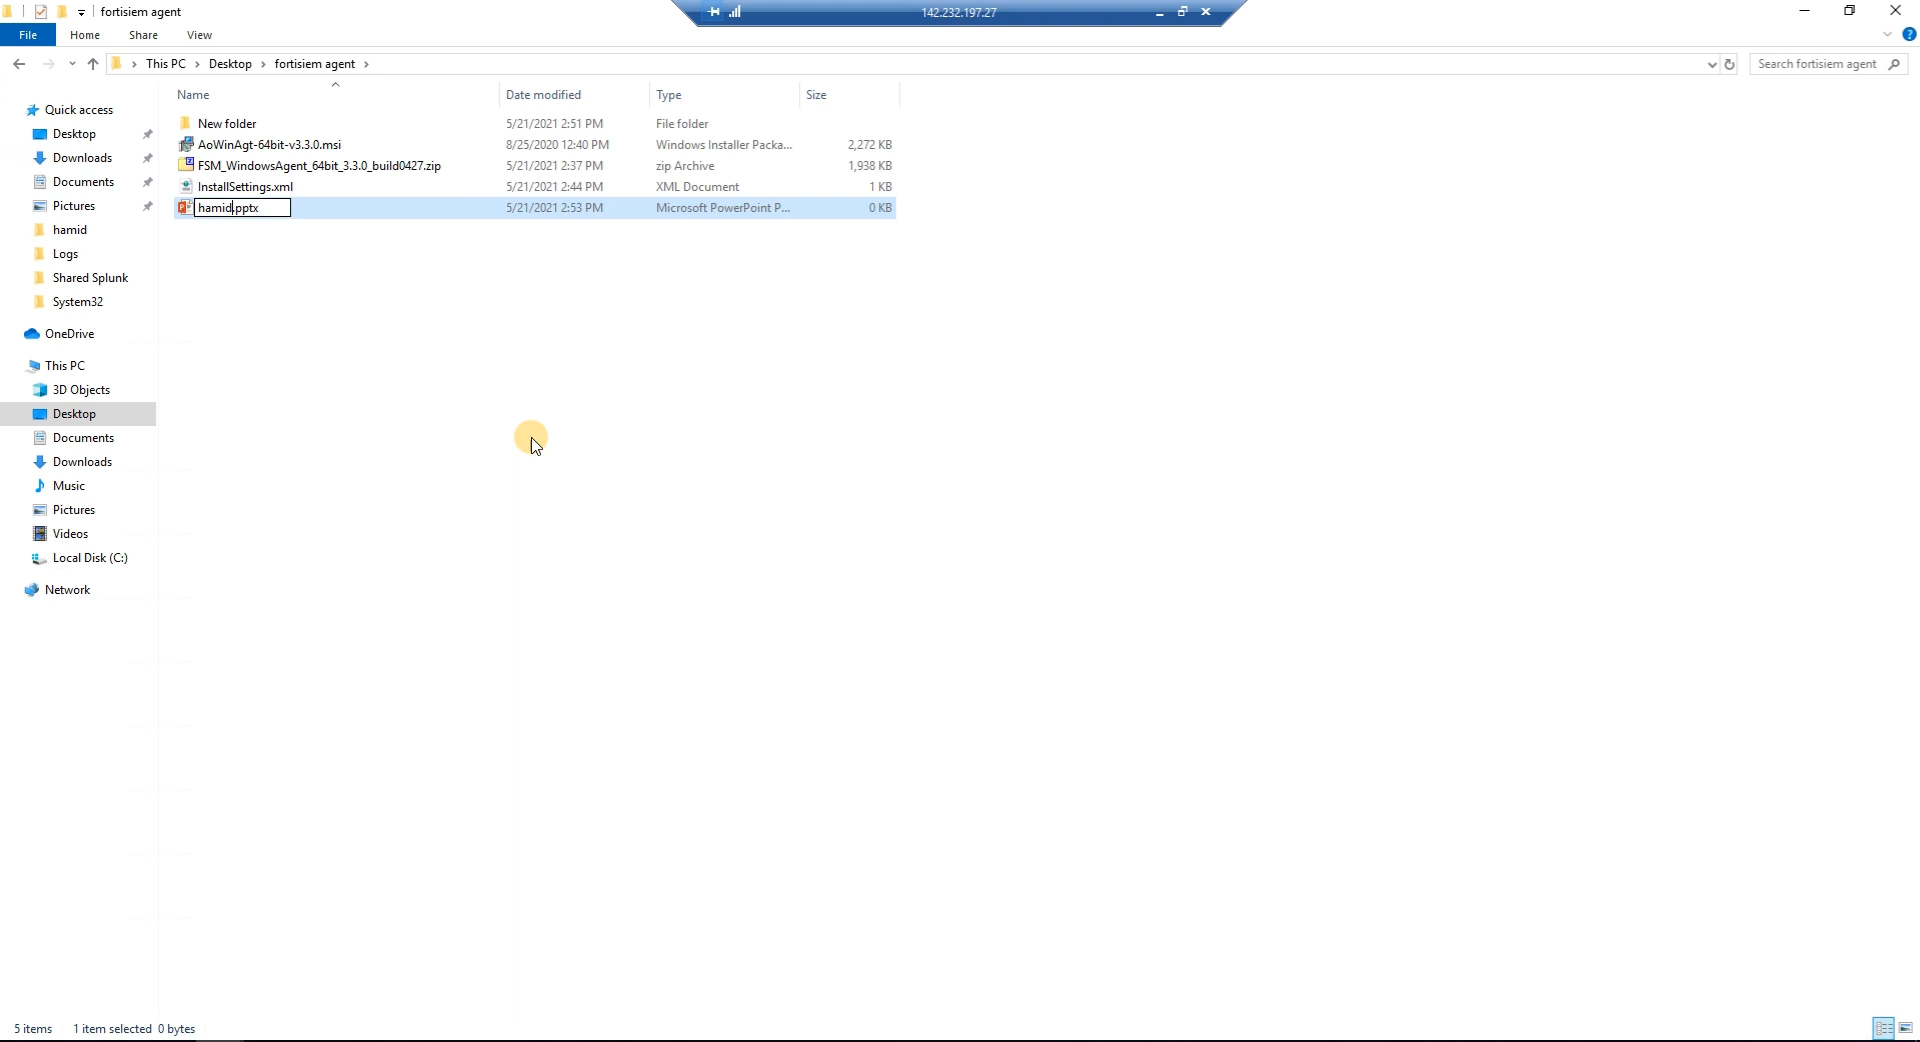 fortisiem agent
142.232.197.27
File Home Share View
This PC Desktop fortisiem agent
Search fortisiem agent
Name Date modified Type Size
New folder 5/21/2021 2:51 PM File folder
AoWinAgt-64bit-v3.3.0.msi 8/25/2020 12:40 PM Windows Installer Packa... 2,272 KB
FSM_WindowsAgent_64bit_3.3.0_build0427.zip 5/21/2021 2:37 PM zip Archive 1,938 KB
InstallSettings.xml 5/21/2021 2:44 PM XML Document 1 KB
hamid.pptx 5/21/2021 2:53 PM Microsoft PowerPoint P... 0 KB
Quick access
Desktop
Downloads
Documents
Pictures
hamid
Logs
Shared Splunk
System32
OneDrive
This PC
3D Objects
Desktop
Documents
Downloads
Music
Pictures
Videos
Local Disk (C:)
Network
5 items 1 item selected 0 bytes